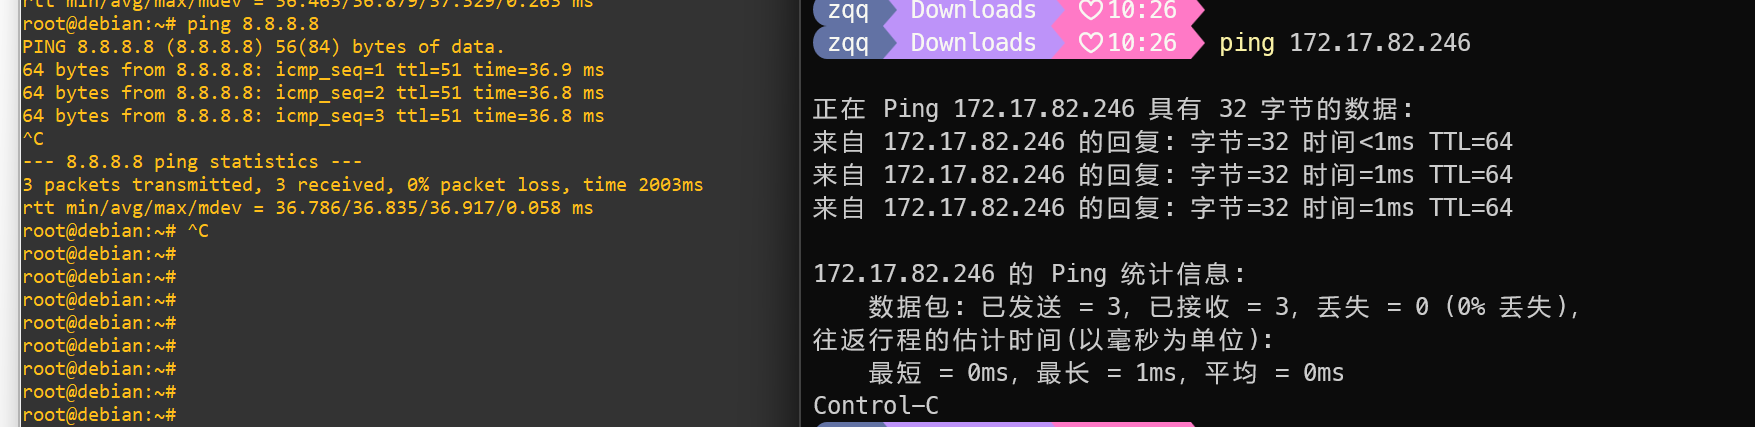 rtt min/avg/max/mdev = 36.463/36.879/37.329/0.263 ms
root@debian:~# ping 8.8.8.8
PING 8.8.8.8 (8.8.8.8) 56(84) bytes of data.
64 bytes from 8.8.8.8: icmp_seq=1 ttl=51 time=36.9 ms
64 bytes from 8.8.8.8: icmp_seq=2 ttl=51 time=36.8 ms
64 bytes from 8.8.8.8: icmp_seq=3 ttl=51 time=36.8 ms
^C
--- 8.8.8.8 ping statistics ---
3 packets transmitted, 3 received, 0% packet loss, time 2003ms
rtt min/avg/max/mdev = 36.786/36.835/36.917/0.058 ms
root@debian:~# ^C
root@debian:~#
root@debian:~#
root@debian:~#
root@debian:~#
root@debian:~#
root@debian:~#
root@debian:~#
root@debian:~#
zqq Downloads ♡10:26
zqq Downloads ♡10:26 ping 172.17.82.246
正在 Ping 172.17.82.246 具有 32 字节的数据:
来自 172.17.82.246 的回复: 字节=32 时间<1ms TTL=64
来自 172.17.82.246 的回复: 字节=32 时间=1ms TTL=64
来自 172.17.82.246 的回复: 字节=32 时间=1ms TTL=64
172.17.82.246 的 Ping 统计信息:
数据包: 已发送 = 3, 已接收 = 3, 丢失 = 0 (0% 丢失),
往返行程的估计时间(以毫秒为单位):
最短 = 0ms, 最长 = 1ms, 平均 = 0ms
Control-C